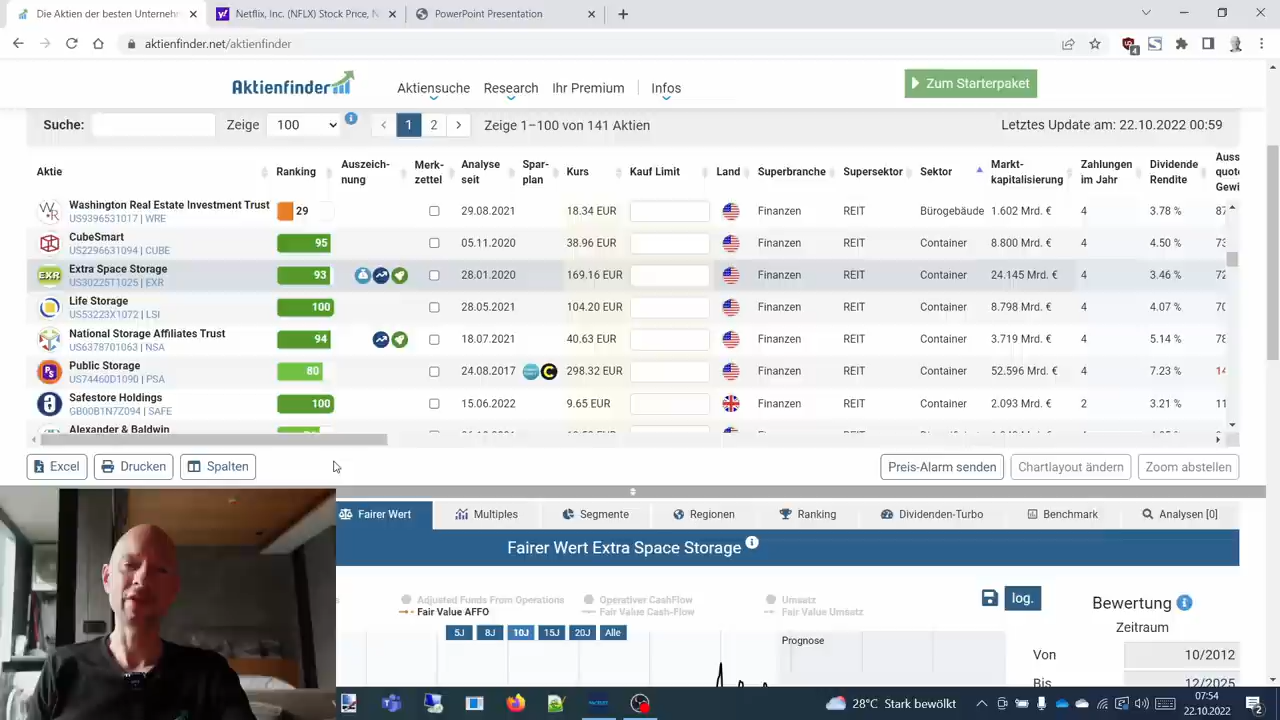 Die Aktien der besten Unterneh
Netflix, Inc. (NFLX) Stock Price, N
PowerPoint Presentation
aktienfinder.net/aktienfinder
4
Aktienfinder
Aktiensuche
Research
Ihr Premium
Infos
Zum Starterpaket
Suche:
Zeige
100
1
2
Zeige 1–100 von 141 Aktien
Letztes Update am: 22.10.2022 00:59
Aktie Ranking Auszeich-nung Merk-zettel Analyse seit Spar-plan Kurs Kauf Limit Land Superbranche Supersektor Sektor Markt-kapitalisierung Zahlungen im Jahr Dividende Rendite Auss quote Gewi
Washington Real Estate Investment Trust 29 29.08.2021 18.34 EUR Finanzen REIT Bürogebäude 1.602 Mrd. € 4 3.78 % 87
US9396531017 | WRE
CubeSmart 95 05.11.2020 38.96 EUR Finanzen REIT Container 8.800 Mrd. € 4 4.50 % 73
US2296631094 | CUBE
Extra Space Storage 93 28.01.2020 169.16 EUR Finanzen REIT Container 24.145 Mrd. € 4 3.46 % 72
US30225T1025 | EXR
Life Storage 100 28.05.2021 104.20 EUR Finanzen REIT Container 8.798 Mrd. € 4 4.07 % 70
US53223X1072 | LSI
National Storage Affiliates Trust 94 18.07.2021 40.63 EUR Finanzen REIT Container 3.719 Mrd. € 4 5.14 % 78
US6378701063 | NSA
Public Storage 80 24.08.2017 298.32 EUR Finanzen REIT Container 52.596 Mrd. € 4 7.23 % 14
US74460D1090 | PSA
Safestore Holdings 100 15.06.2022 9.65 EUR Finanzen REIT Container 2.093 Mrd. € 2 3.21 % 11
GB00B1N7Z094 | SAFE
Alexander & Baldwin
Excel
Drucken
Spalten
Preis-Alarm senden
Chartlayout ändern
Zoom abstellen
Fairer Wert
Multiples
Segmente
Regionen
Ranking
Dividenden-Turbo
Benchmark
Analysen [0]
Fairer Wert Extra Space Storage
Adjusted Funds From Operations
Operativer CashFlow
Umsatz
Fair Value AFFO
Fair Value Cash-Flow
Fair Value Umsatz
log.
5J
8J
10J
15J
20J
Alle
Prognose
Bewertung
Zeitraum
Von
10/2012
Bis
12/2025
28°C Stark bewölkt
07:54
22.10.2022
2